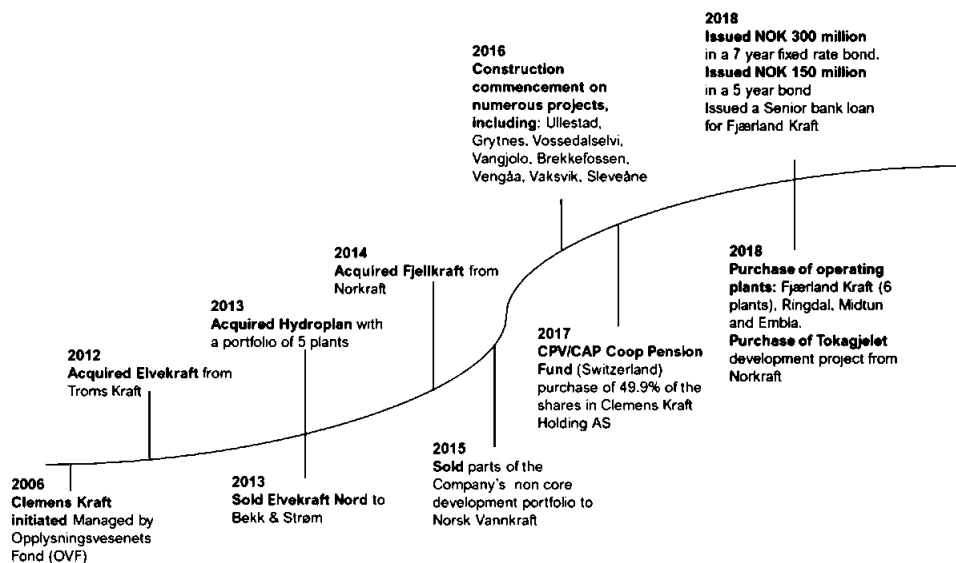 2006
Clemens Kraft
initiated Managed by
Opplysningsvesenets
Fond (OVF)
2012
Acquired Elvekraft from
Troms Kraft
2013
Acquired Hydroplan with
a portfolio of 5 plants
2013
Sold Elvekraft Nord to
Bekk & Strøm
2014
Acquired Fjellkraft from
Norkraft
2015
Sold parts of the
Company's non core
development portfolio to
Norsk Vannkraft
2016
Construction
commencement on
numerous projects,
including: Ullestad,
Grytnes, Vossedalselvi,
Vangjolo, Brekkefossen,
Vengåa, Vaksvik, Sleveåne
2017
CPV/CAP Coop Pension
Fund (Switzerland)
purchase of 49.9% of the
shares in Clemens Kraft
Holding AS
2018
Issued NOK 300 million
in a 7 year fixed rate bond.
Issued NOK 150 million
in a 5 year bond
Issued a Senior bank loan
for Fjærland Kraft
2018
Purchase of operating
plants: Fjærland Kraft (6
plants), Ringdal, Midtun
and Embla.
Purchase of Tokagjelet
development project from
Norkraft